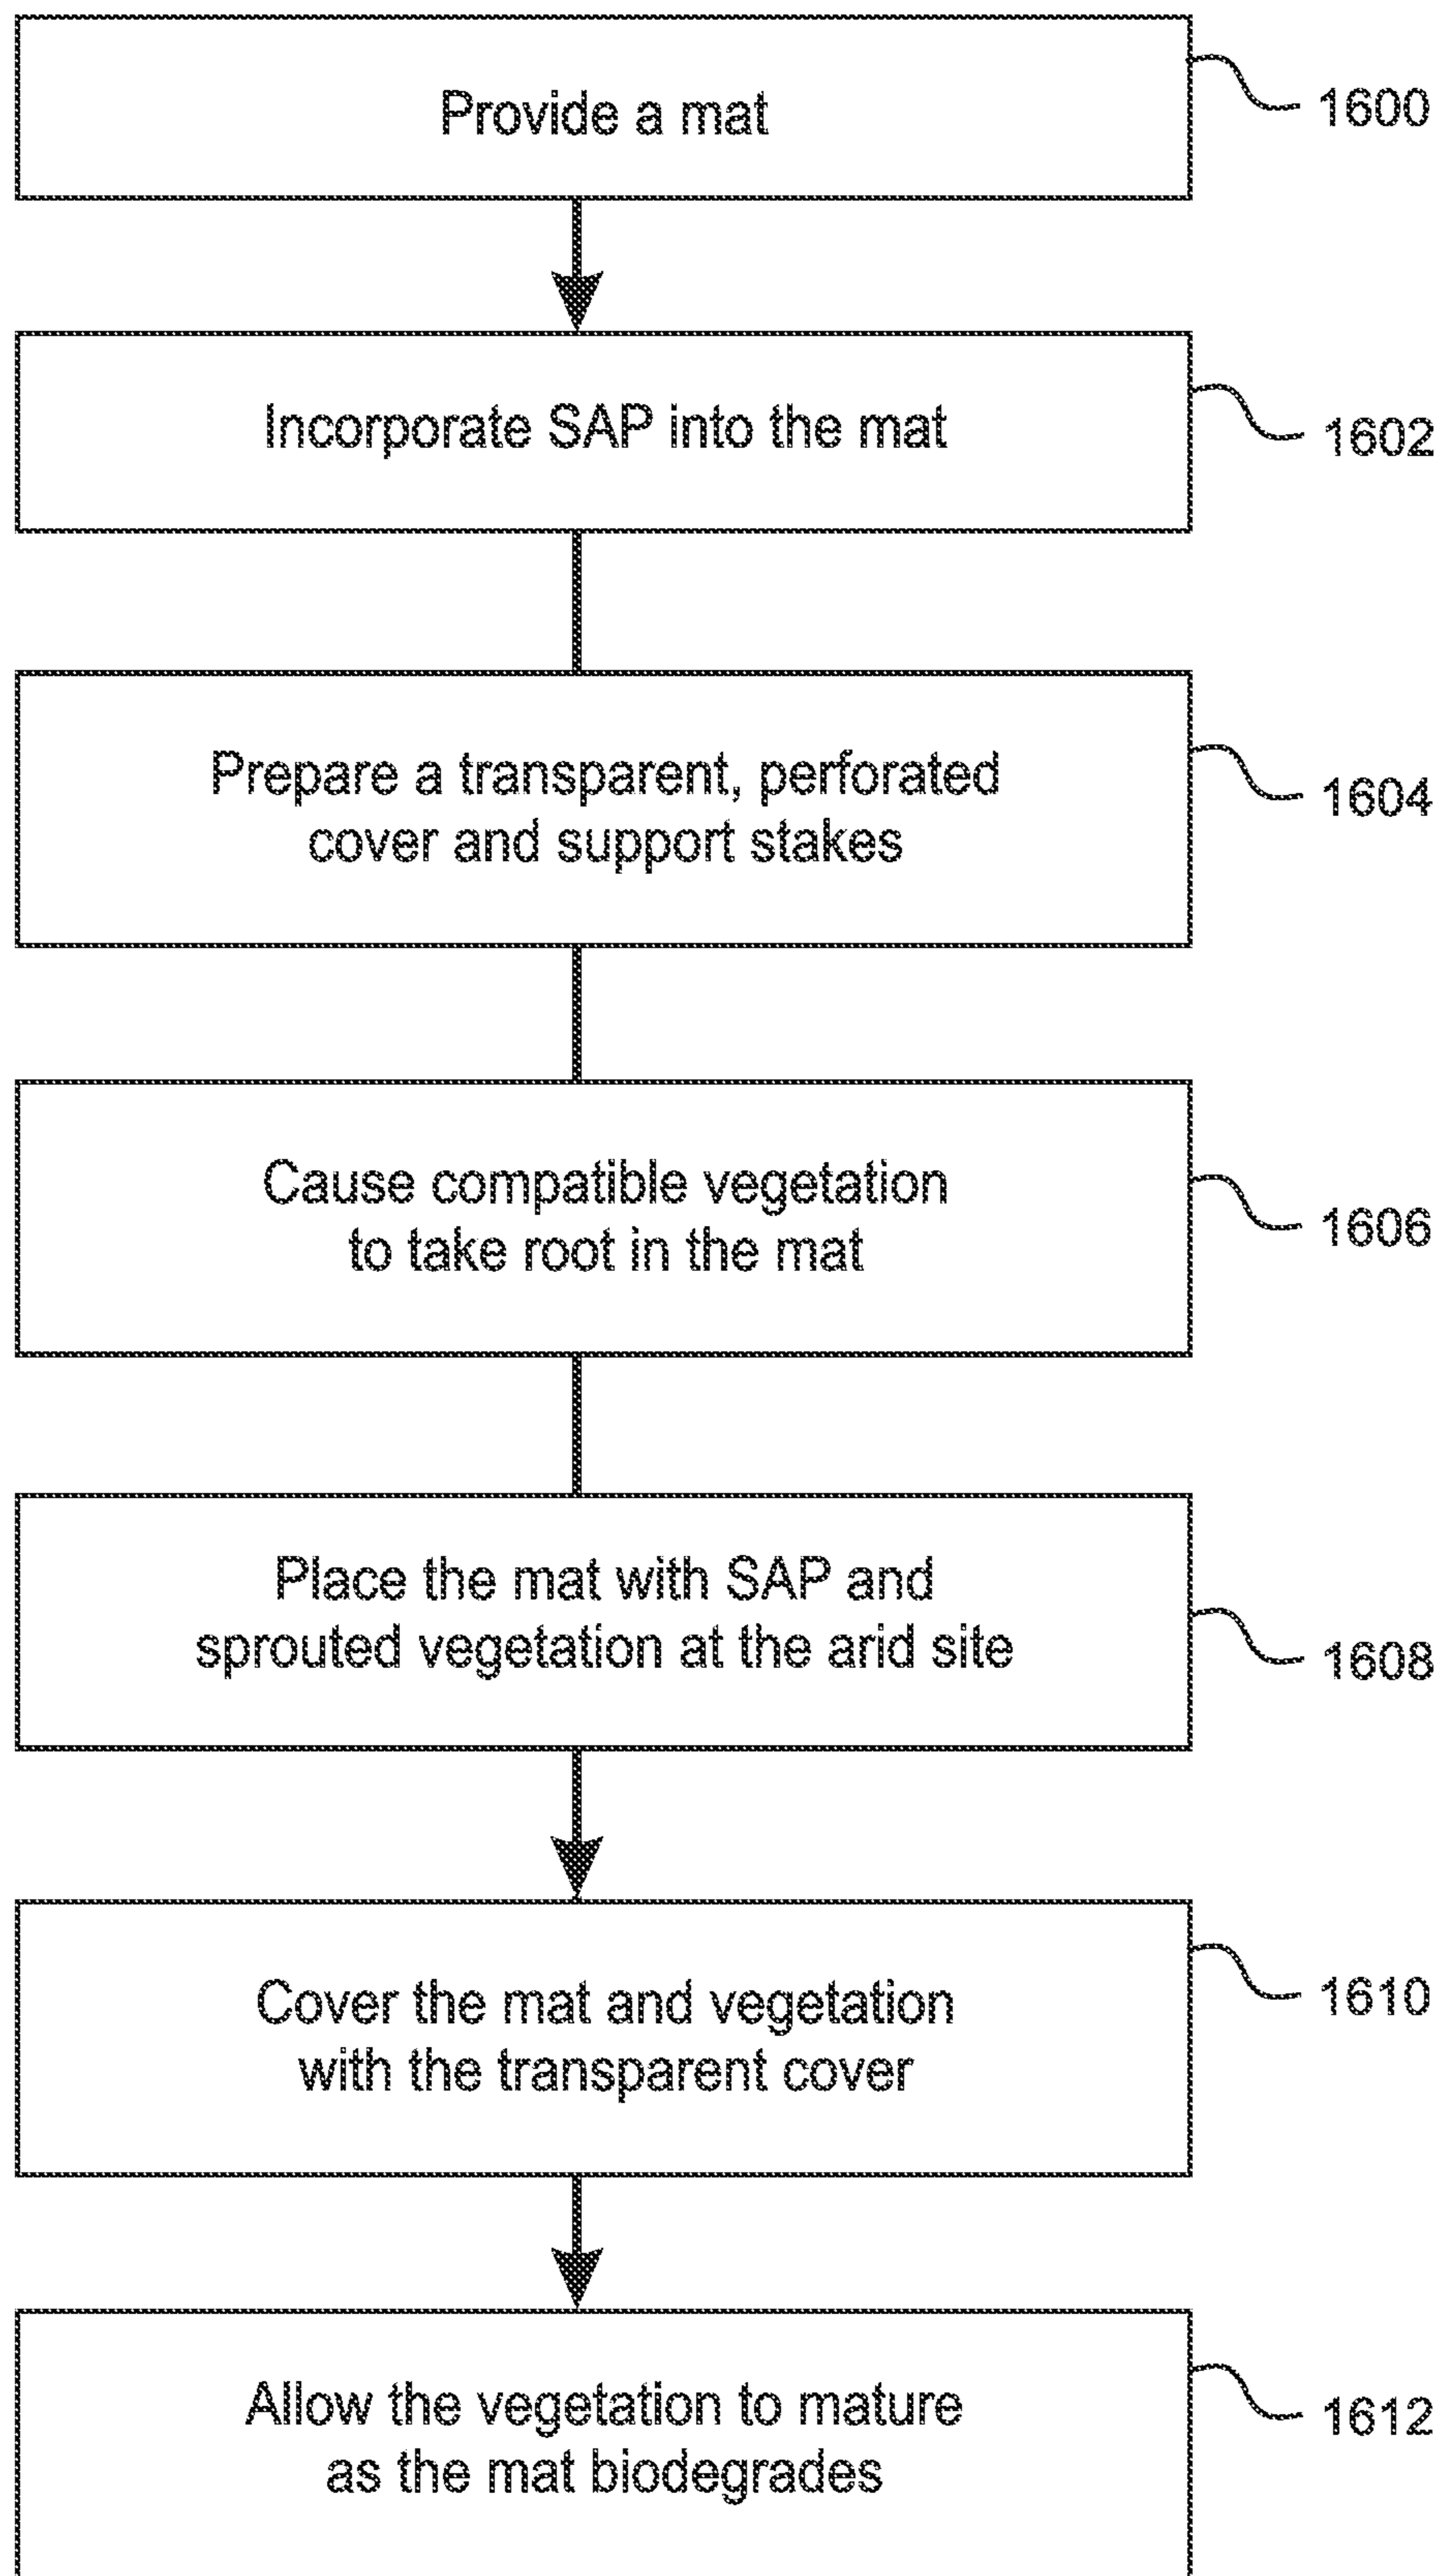 Provide a mat
1600
Incorporate SAP into the mat
1602
Prepare a transparent, perforated
cover and support stakes
1604
Cause compatible vegetation
to take root in the mat
1606
Place the mat with SAP and
sprouted vegetation at the arid site
1608
Cover the mat and vegetation
with the transparent cover
1610
Allow the vegetation to mature
as the mat biodegrades
1612